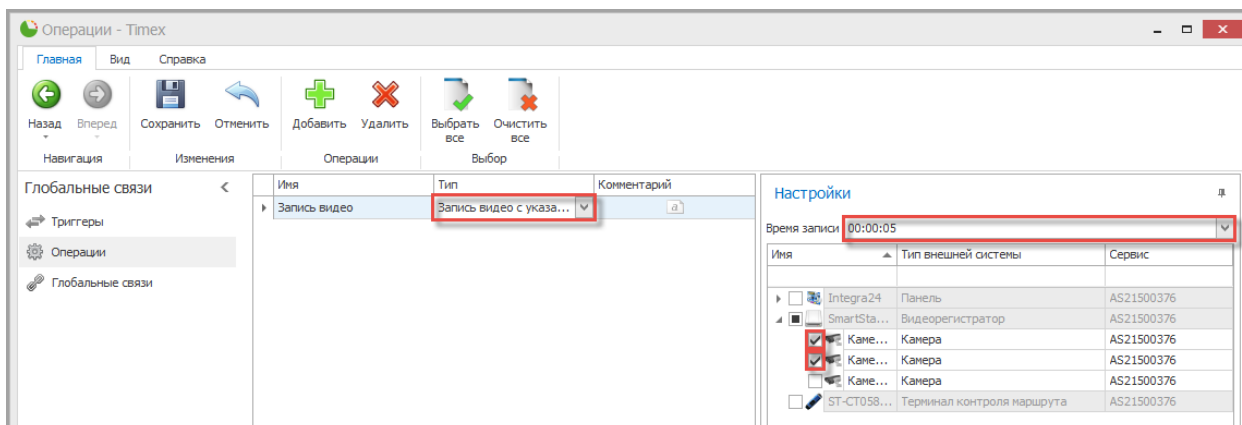 Операции - Timex
Главная Вид Справка
Назад Вперед Сохранить Отменить Добавить Удалить Выбрать все Очистить все
Навигация Изменения Операции Выбор
Глобальные связи
Триггеры
Операции
Глобальные связи
Имя Тип Комментарий
Запись видео Запись видео с указа... a
Настройки
Время записи 00:00:05
Имя Тип внешней системы Сервис
Integra24 Панель AS21500376
SmartSta... Видеорегистратор AS21500376
Каме... Камера AS21500376
Каме... Камера AS21500376
Каме... Камера AS21500376
ST-CT058... Терминал контроля маршрута AS21500376